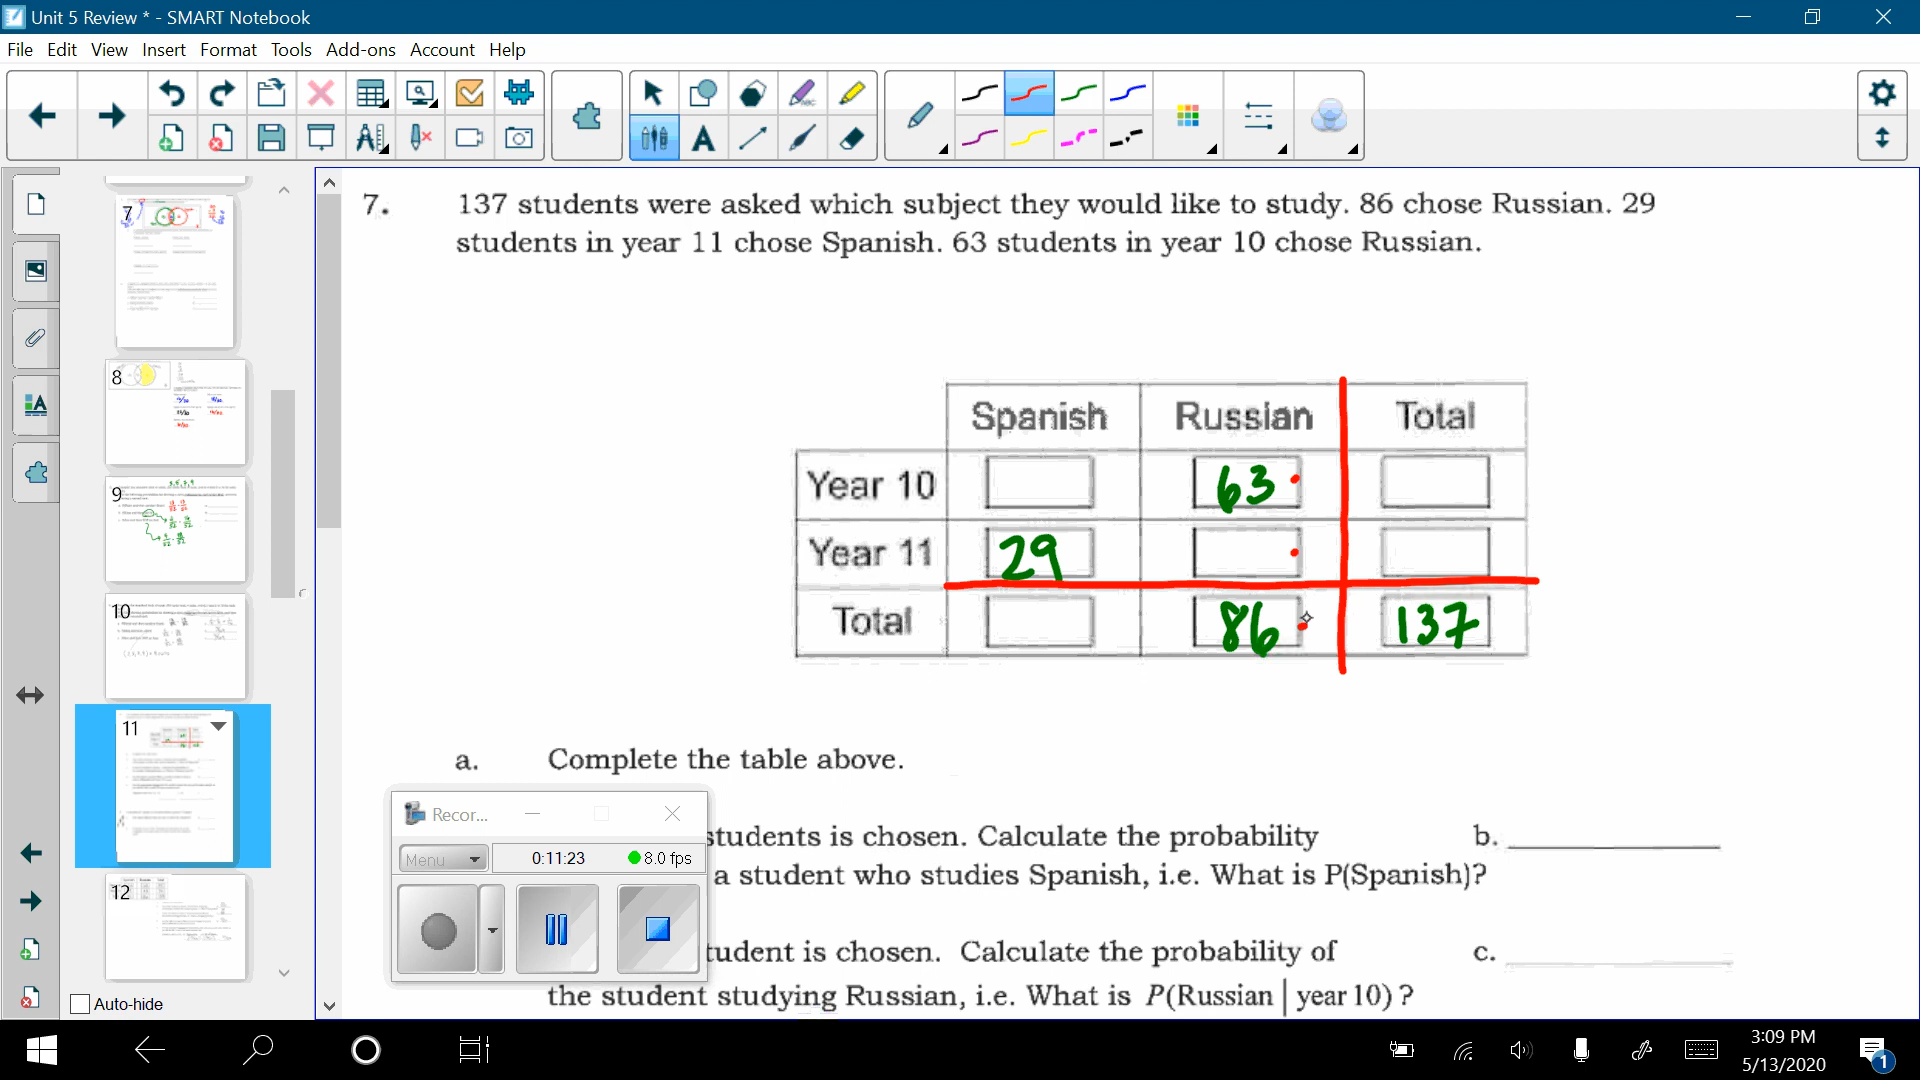 Unit 5 Review * - SMART Notebook
File Edit View Insert Format Tools Add-ons Account Help
7. 137 students were asked which subject they would like to study. 86 chose Russian. 29
students in year 11 chose Spanish. 63 students in year 10 chose Russian.
Spanish Russian Total
Year 10 63
Year 11 29
Total 86 137
a. Complete the table above.
students is chosen. Calculate the probability b.
a student who studies Spanish, i.e. What is P(Spanish)?
tudent is chosen. Calculate the probability of c.
the student studying Russian, i.e. What is P(Russian | year 10) ?
Recor...
Menu 0:11:23 8.0 fps
7
8
9
10
11
12
Auto-hide
3:09 PM
5/13/2020
1